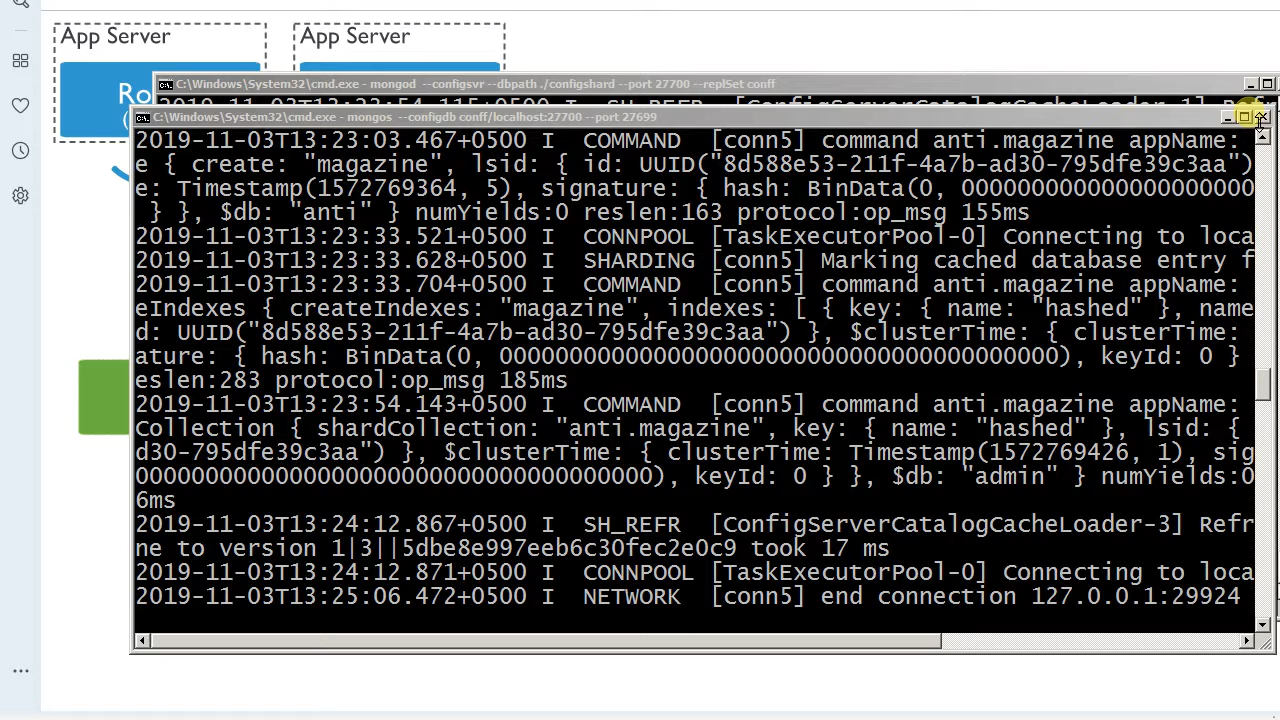 App Server
App Server
Ro
(
C:\Windows\System32\cmd.exe - mongod --configsvr --dbpath ./configshard --port 27700 --replSet conff
2019-11-03T13:23:54.115+0500 I SH_REFR [ConfigServerCatalogCacheLoader-1] Refr
C:\Windows\System32\cmd.exe - mongos --configdb conff/localhost:27700 --port 27699
2019-11-03T13:23:03.467+0500 I COMMAND [conn5] command anti.magazine appName:
e { create: "magazine", lsid: { id: UUID("8d588e53-211f-4a7b-ad30-795dfe39c3aa")
e: Timestamp(1572769364, 5), signature: { hash: BinData(0, 000000000000000000000
} }, $db: "anti" } numYields:0 reslen:163 protocol:op_msg 155ms
2019-11-03T13:23:33.521+0500 I CONNPOOL [TaskExecutorPool-0] Connecting to loca
2019-11-03T13:23:33.628+0500 I SHARDING [conn5] Marking cached database entry f
2019-11-03T13:23:33.704+0500 I COMMAND [conn5] command anti.magazine appName:
eIndexes { createIndexes: "magazine", indexes: [ { key: { name: "hashed" }, name
d: UUID("8d588e53-211f-4a7b-ad30-795dfe39c3aa") }, $clusterTime: { clusterTime:
ature: { hash: BinData(0, 0000000000000000000000000000000000000000), keyId: 0 }
eslen:283 protocol:op_msg 185ms
2019-11-03T13:23:54.143+0500 I COMMAND [conn5] command anti.magazine appName:
Collection { shardCollection: "anti.magazine", key: { name: "hashed" }, lsid: {
d30-795dfe39c3aa") }, $clusterTime: { clusterTime: Timestamp(1572769426, 1), sig
0000000000000000000000000000000000000), keyId: 0 } }, $db: "admin" } numYields:0
6ms
2019-11-03T13:24:12.867+0500 I SH_REFR [ConfigServerCatalogCacheLoader-3] Refr
ne to version 1|3||5dbe8e997eeb6c30fec2e0c9 took 17 ms
2019-11-03T13:24:12.871+0500 I CONNPOOL [TaskExecutorPool-0] Connecting to loca
2019-11-03T13:25:06.472+0500 I NETWORK [conn5] end connection 127.0.0.1:29924